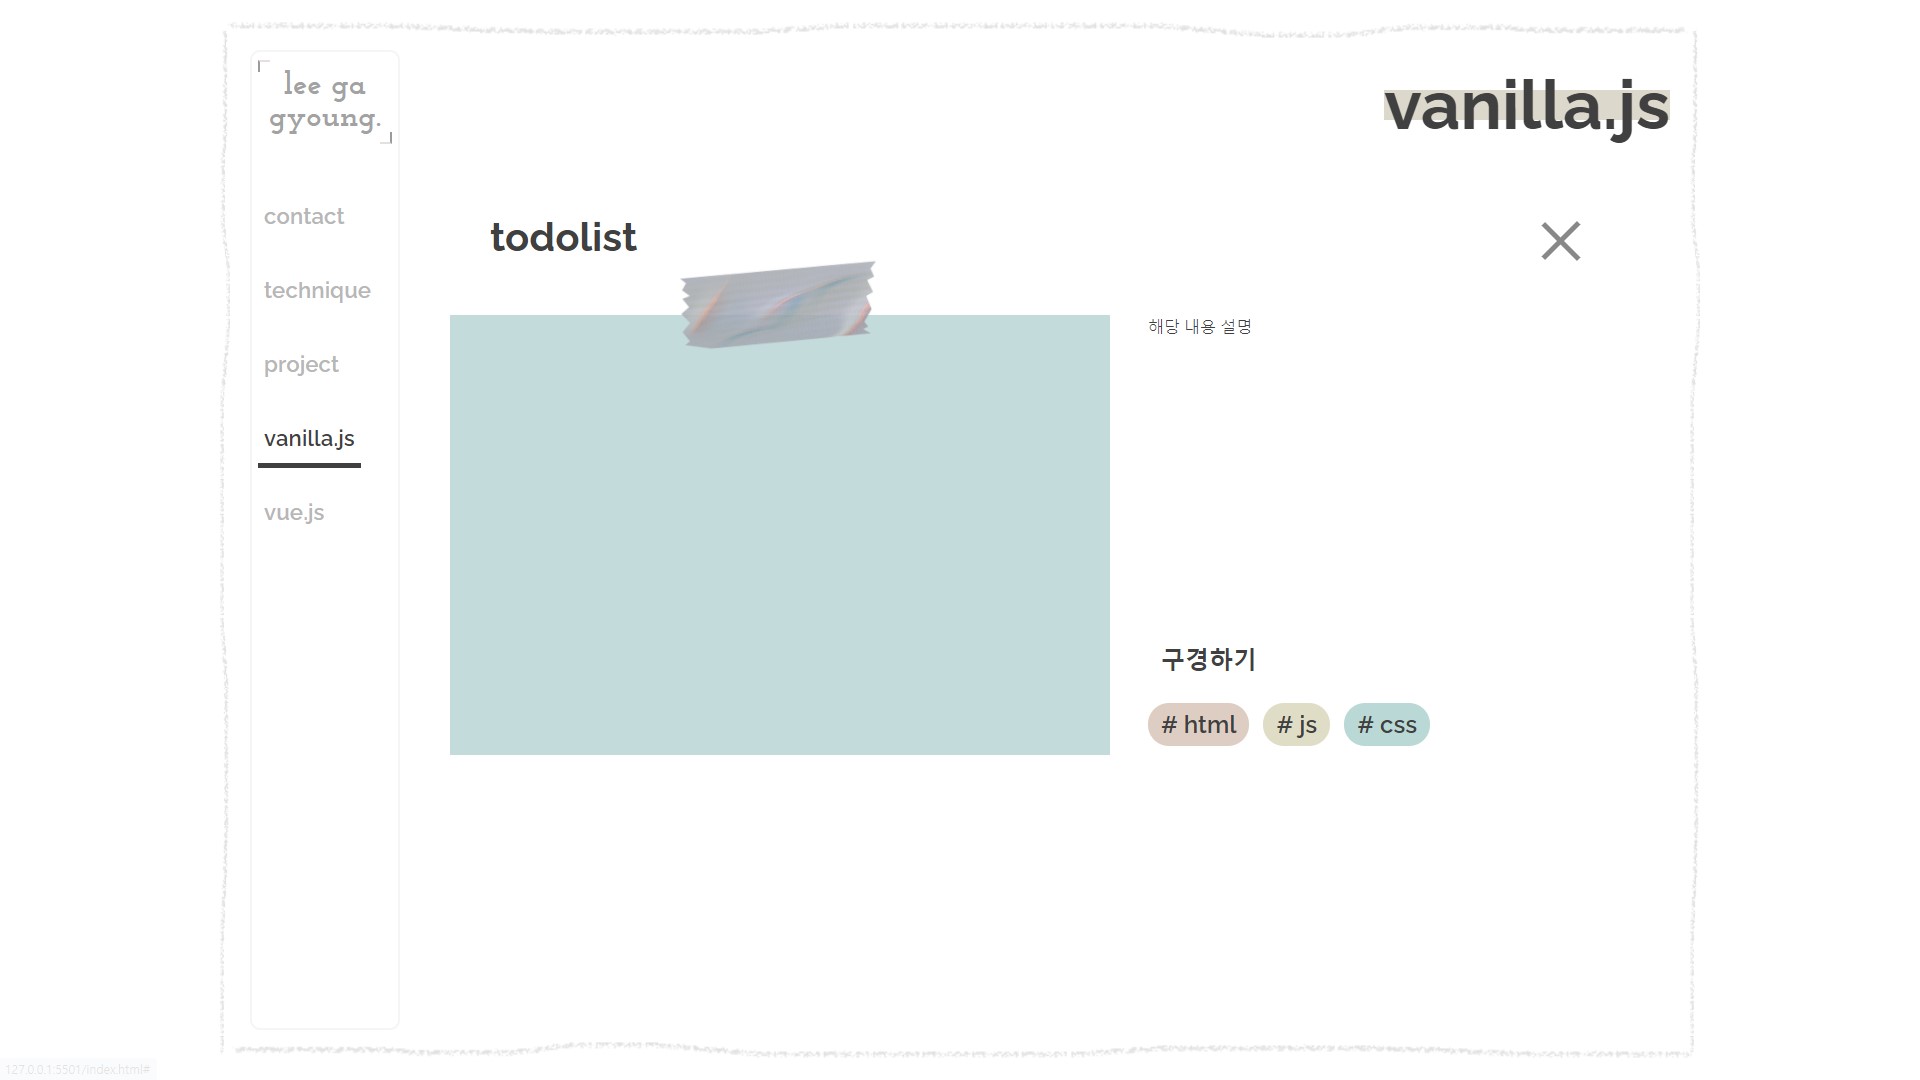 lee ga
gyoung.
contact
technique
project
vanilla.js
vue.js
vanilla.js
todolist
해당 내용 설명
구경하기
# html # js # css
127.0.0.1:5501/index.html#